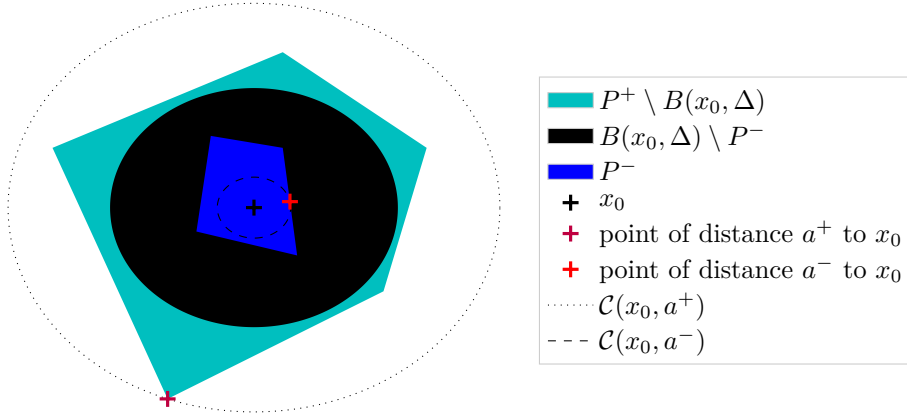 P⁺ \ B(x₀, Δ)
B(x₀, Δ) \ P⁻
P⁻
x₀
point of distance a⁺ to x₀
point of distance a⁻ to x₀
𝒞(x₀, a⁺)
𝒞(x₀, a⁻)